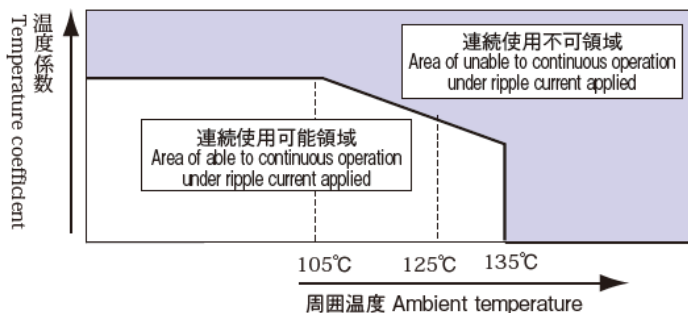 温度係数
Temperature coefficient
連続使用不可領域
Area of unable to continuous operation
under ripple current applied
連続使用可能領域
Area of able to continuous operation
under ripple current applied
105℃
125℃
135℃
周囲温度 Ambient temperature